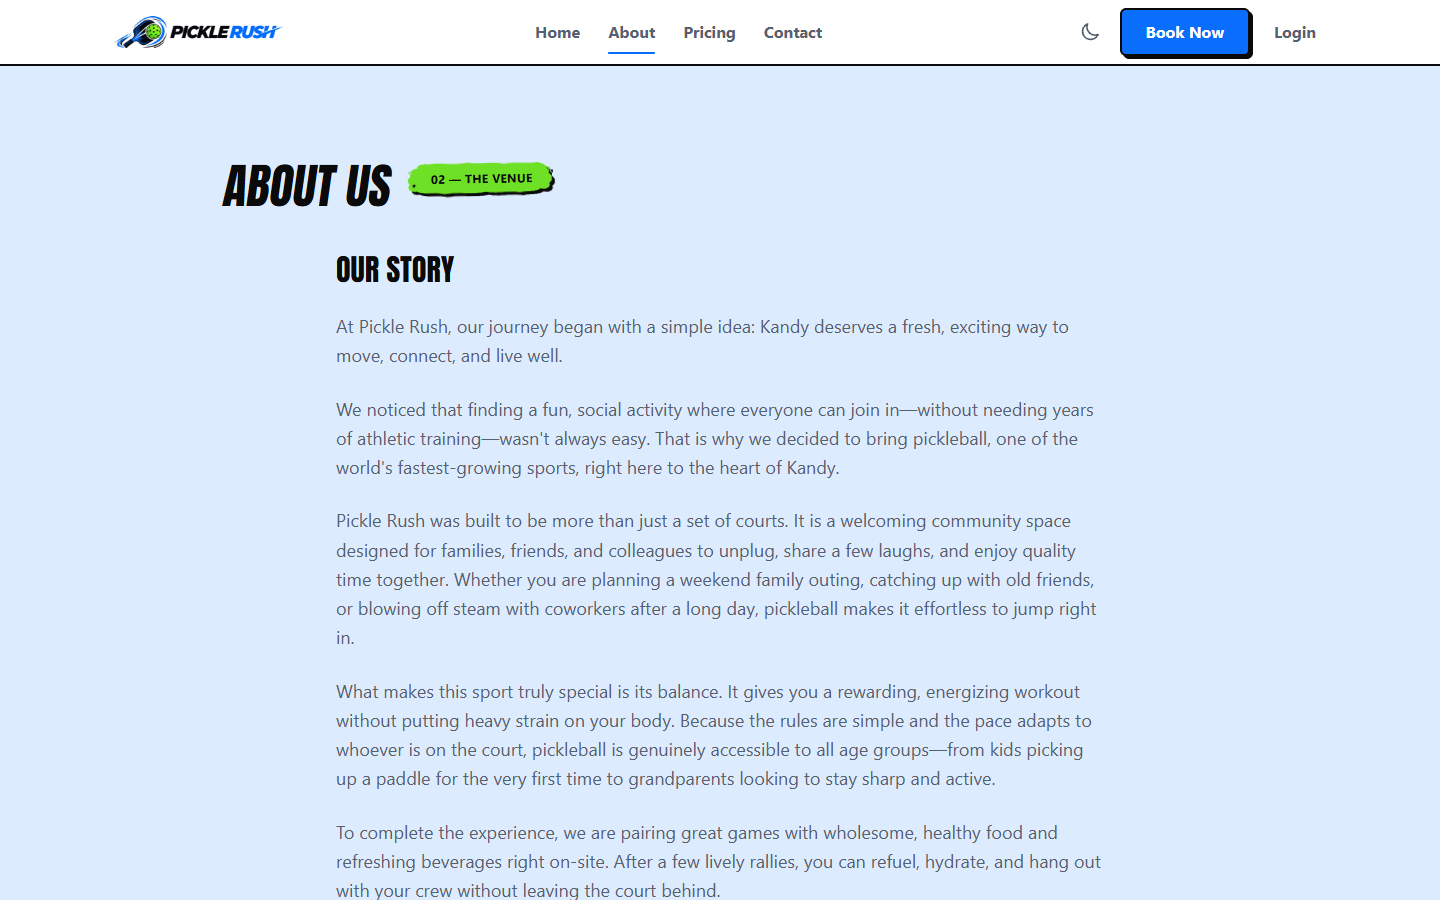 PICKLE RUSH
Home
About
Pricing
Contact
Book Now
Login
ABOUT US
02 — THE VENUE
OUR STORY
At Pickle Rush, our journey began with a simple idea: Kandy deserves a fresh, exciting way to
move, connect, and live well.
We noticed that finding a fun, social activity where everyone can join in—without needing years
of athletic training—wasn't always easy. That is why we decided to bring pickleball, one of the
world's fastest-growing sports, right here to the heart of Kandy.
Pickle Rush was built to be more than just a set of courts. It is a welcoming community space
designed for families, friends, and colleagues to unplug, share a few laughs, and enjoy quality
time together. Whether you are planning a weekend family outing, catching up with old friends,
or blowing off steam with coworkers after a long day, pickleball makes it effortless to jump right
in.
What makes this sport truly special is its balance. It gives you a rewarding, energizing workout
without putting heavy strain on your body. Because the rules are simple and the pace adapts to
whoever is on the court, pickleball is genuinely accessible to all age groups—from kids picking
up a paddle for the very first time to grandparents looking to stay sharp and active.
To complete the experience, we are pairing great games with wholesome, healthy food and
refreshing beverages right on-site. After a few lively rallies, you can refuel, hydrate, and hang out
with your crew without leaving the court behind.